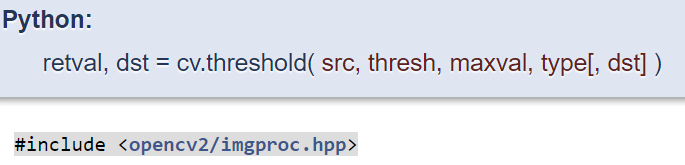 Python:
retval, dst = cv.threshold( src, thresh, maxval, type[, dst] )
#include <opencv2/imgproc.hpp>